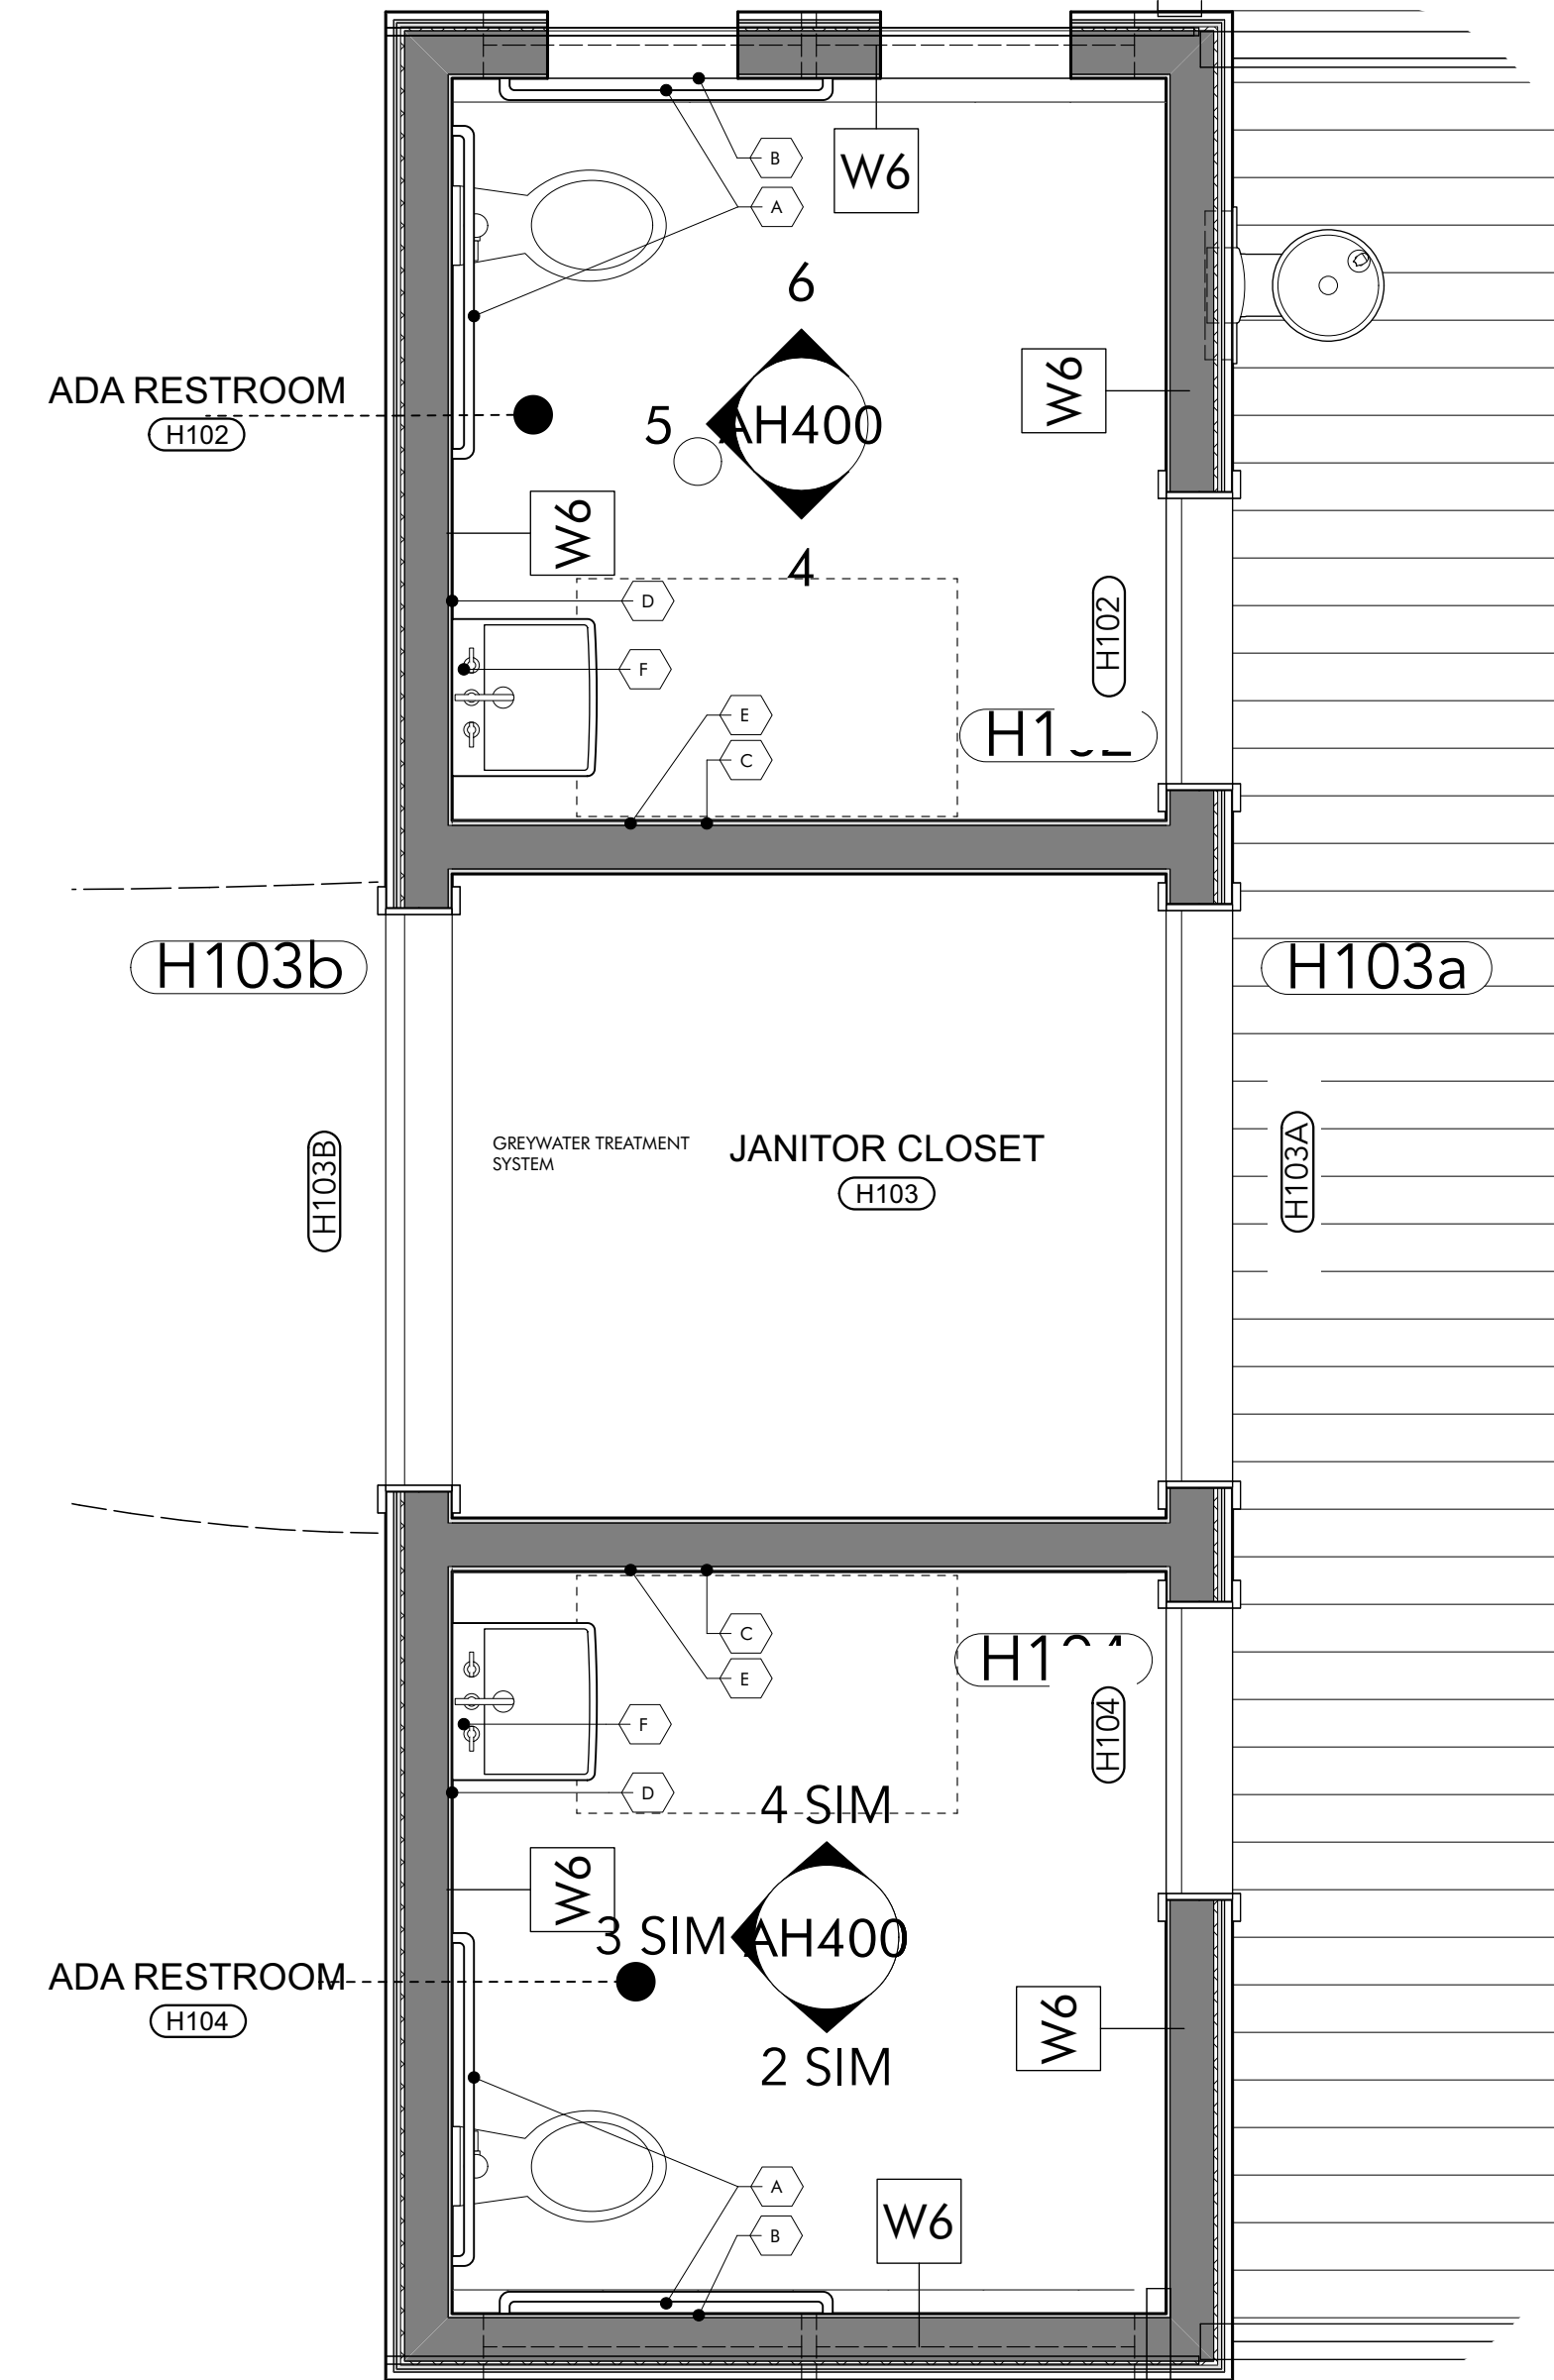 B
W6
A
6
W6
ADA RESTROOM
H102
5
AH400
W6
4
D
H102
F
E
C
H103b
H103a
GREYWATER TREATMENT
SYSTEM
JANITOR CLOSET
H103
H103B
H103A
C
E
F
H104
D
4 SIM
W6
3 SIM
AH400
ADA RESTROOM
H104
W6
2 SIM
A
B
W6